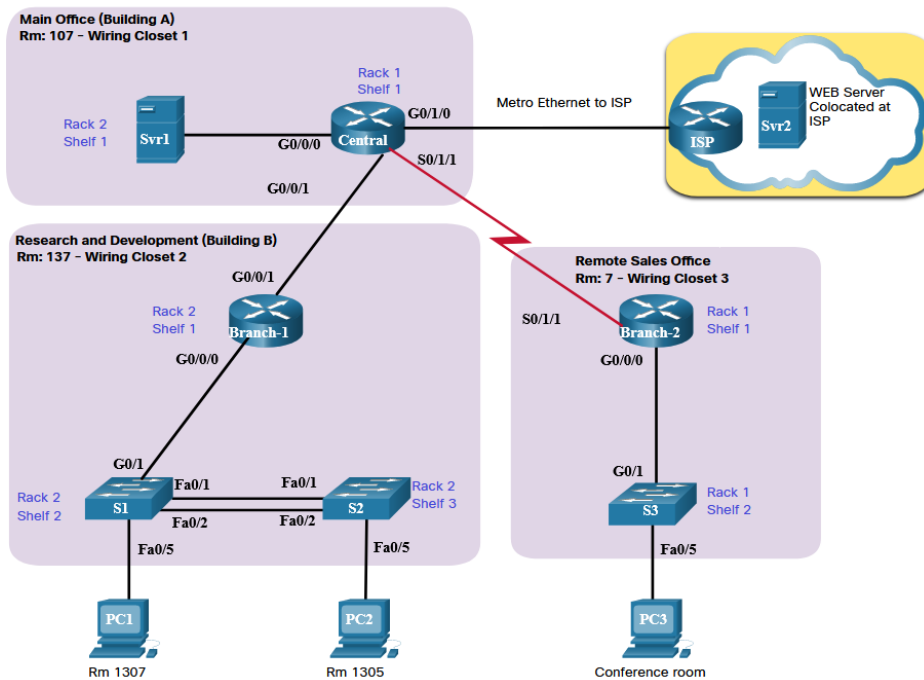 Main Office (Building A)
Rm: 107 - Wiring Closet 1
Rack 1
Shelf 1
Rack 2
Shelf 1
Svr1
G0/0/0
Central
G0/1/0
S0/1/1
G0/0/1
Metro Ethernet to ISP
ISP
Svr2
WEB Server
Colocated at
ISP
Research and Development (Building B)
Rm: 137 - Wiring Closet 2
G0/0/1
Rack 2
Shelf 1
Branch-1
G0/0/0
G0/1
Rack 2
Shelf 2
S1
Fa0/1
Fa0/1
Fa0/2
Fa0/2
S2
Rack 2
Shelf 3
Fa0/5
Fa0/5
PC1
Rm 1307
PC2
Rm 1305
Remote Sales Office
Rm: 7 - Wiring Closet 3
S0/1/1
Branch-2
Rack 1
Shelf 1
G0/0/0
G0/1
S3
Rack 1
Shelf 2
Fa0/5
PC3
Conference room